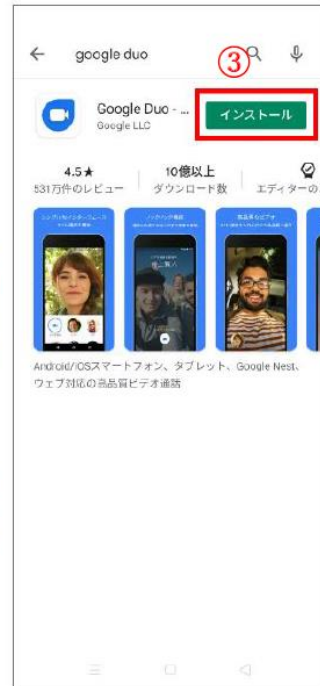 google duo
③
Google Duo - ...
Google LLC
インストール
4.5★
531万件のレビュー
10億以上
ダウンロード数
エディターの
Android/iOSスマートフォン、タブレット、Google Nest、
ウェブ対応の高品質ビデオ通話